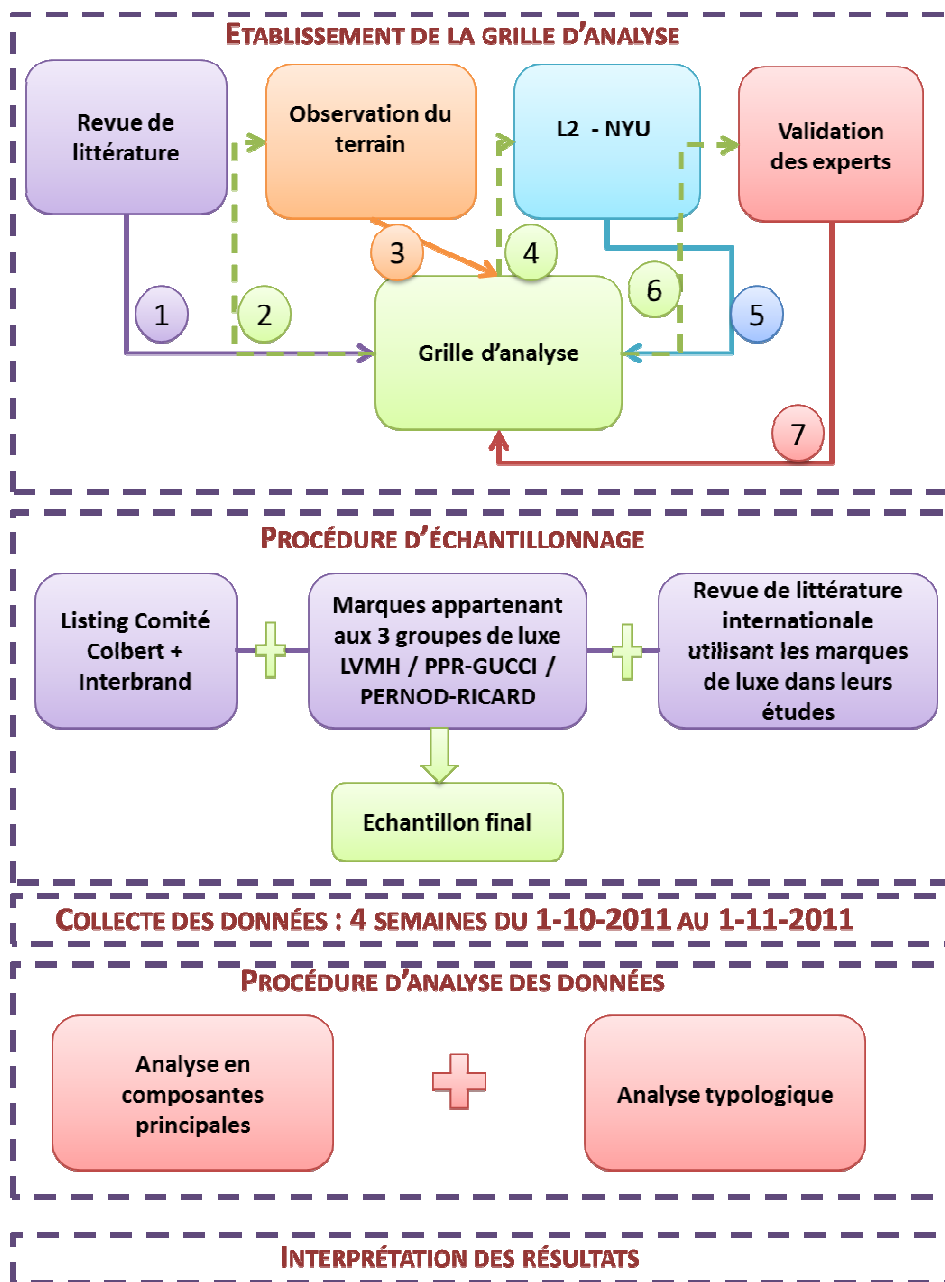 ETABLISSEMENT DE LA GRILLE D'ANALYSE
Revue de
littérature
Observation du
terrain
L2 - NYU
Validation
des experts
1
2
3
4
6
5
Grille d'analyse
7
PROCÉDURE D'ÉCHANTILLONNAGE
Listing Comité
Colbert +
Interbrand
Marques appartenant
aux 3 groupes de luxe
LVMH / PPR-GUCCI /
PERNOD-RICARD
Revue de littérature
internationale
utilisant les marques
de luxe dans leurs
études
Echantillon final
COLLECTE DES DONNÉES : 4 SEMAINES DU 1-10-2011 AU 1-11-2011
PROCÉDURE D'ANALYSE DES DONNÉES
Analyse en
composantes
principales
Analyse typologique
INTERPRÉTATION DES RÉSULTATS